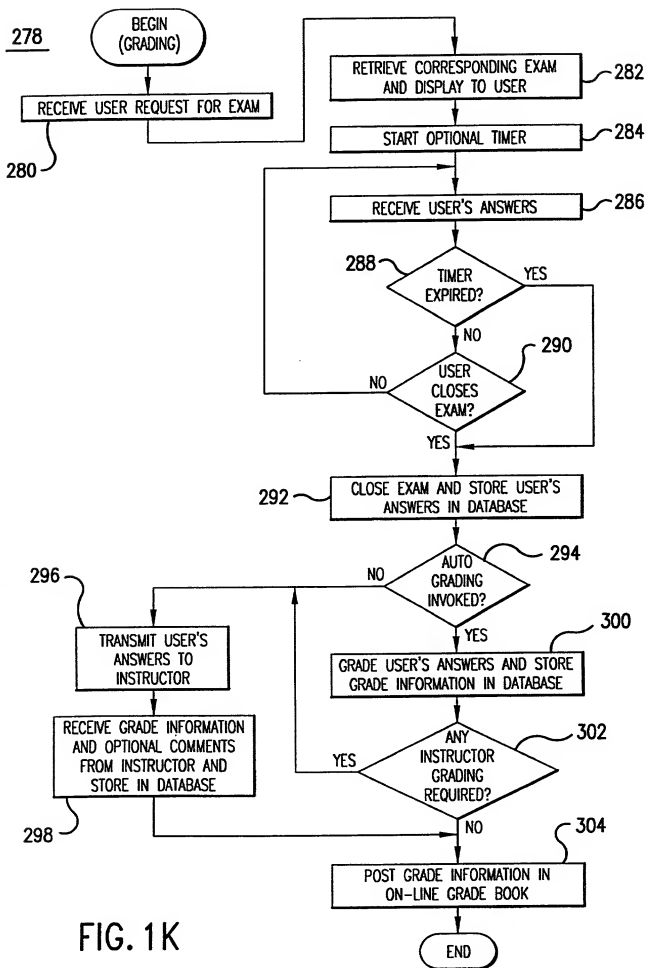 278
BEGIN
(GRADING)
RECEIVE USER REQUEST FOR EXAM
280
RETRIEVE CORRESPONDING EXAM
AND DISPLAY TO USER
282
START OPTIONAL TIMER
284
RECEIVE USER'S ANSWERS
286
288
TIMER
EXPIRED?
YES
NO
290
USER
CLOSES
EXAM?
NO
YES
292
CLOSE EXAM AND STORE USER'S
ANSWERS IN DATABASE
294
AUTO
GRADING
INVOKED?
NO
YES
296
TRANSMIT USER'S
ANSWERS TO
INSTRUCTOR
300
GRADE USER'S ANSWERS AND STORE
GRADE INFORMATION IN DATABASE
RECEIVE GRADE INFORMATION
AND OPTIONAL COMMENTS
FROM INSTRUCTOR AND
STORE IN DATABASE
298
302
ANY
INSTRUCTOR
GRADING
REQUIRED?
YES
NO
304
POST GRADE INFORMATION IN
ON-LINE GRADE BOOK
END
FIG. 1K